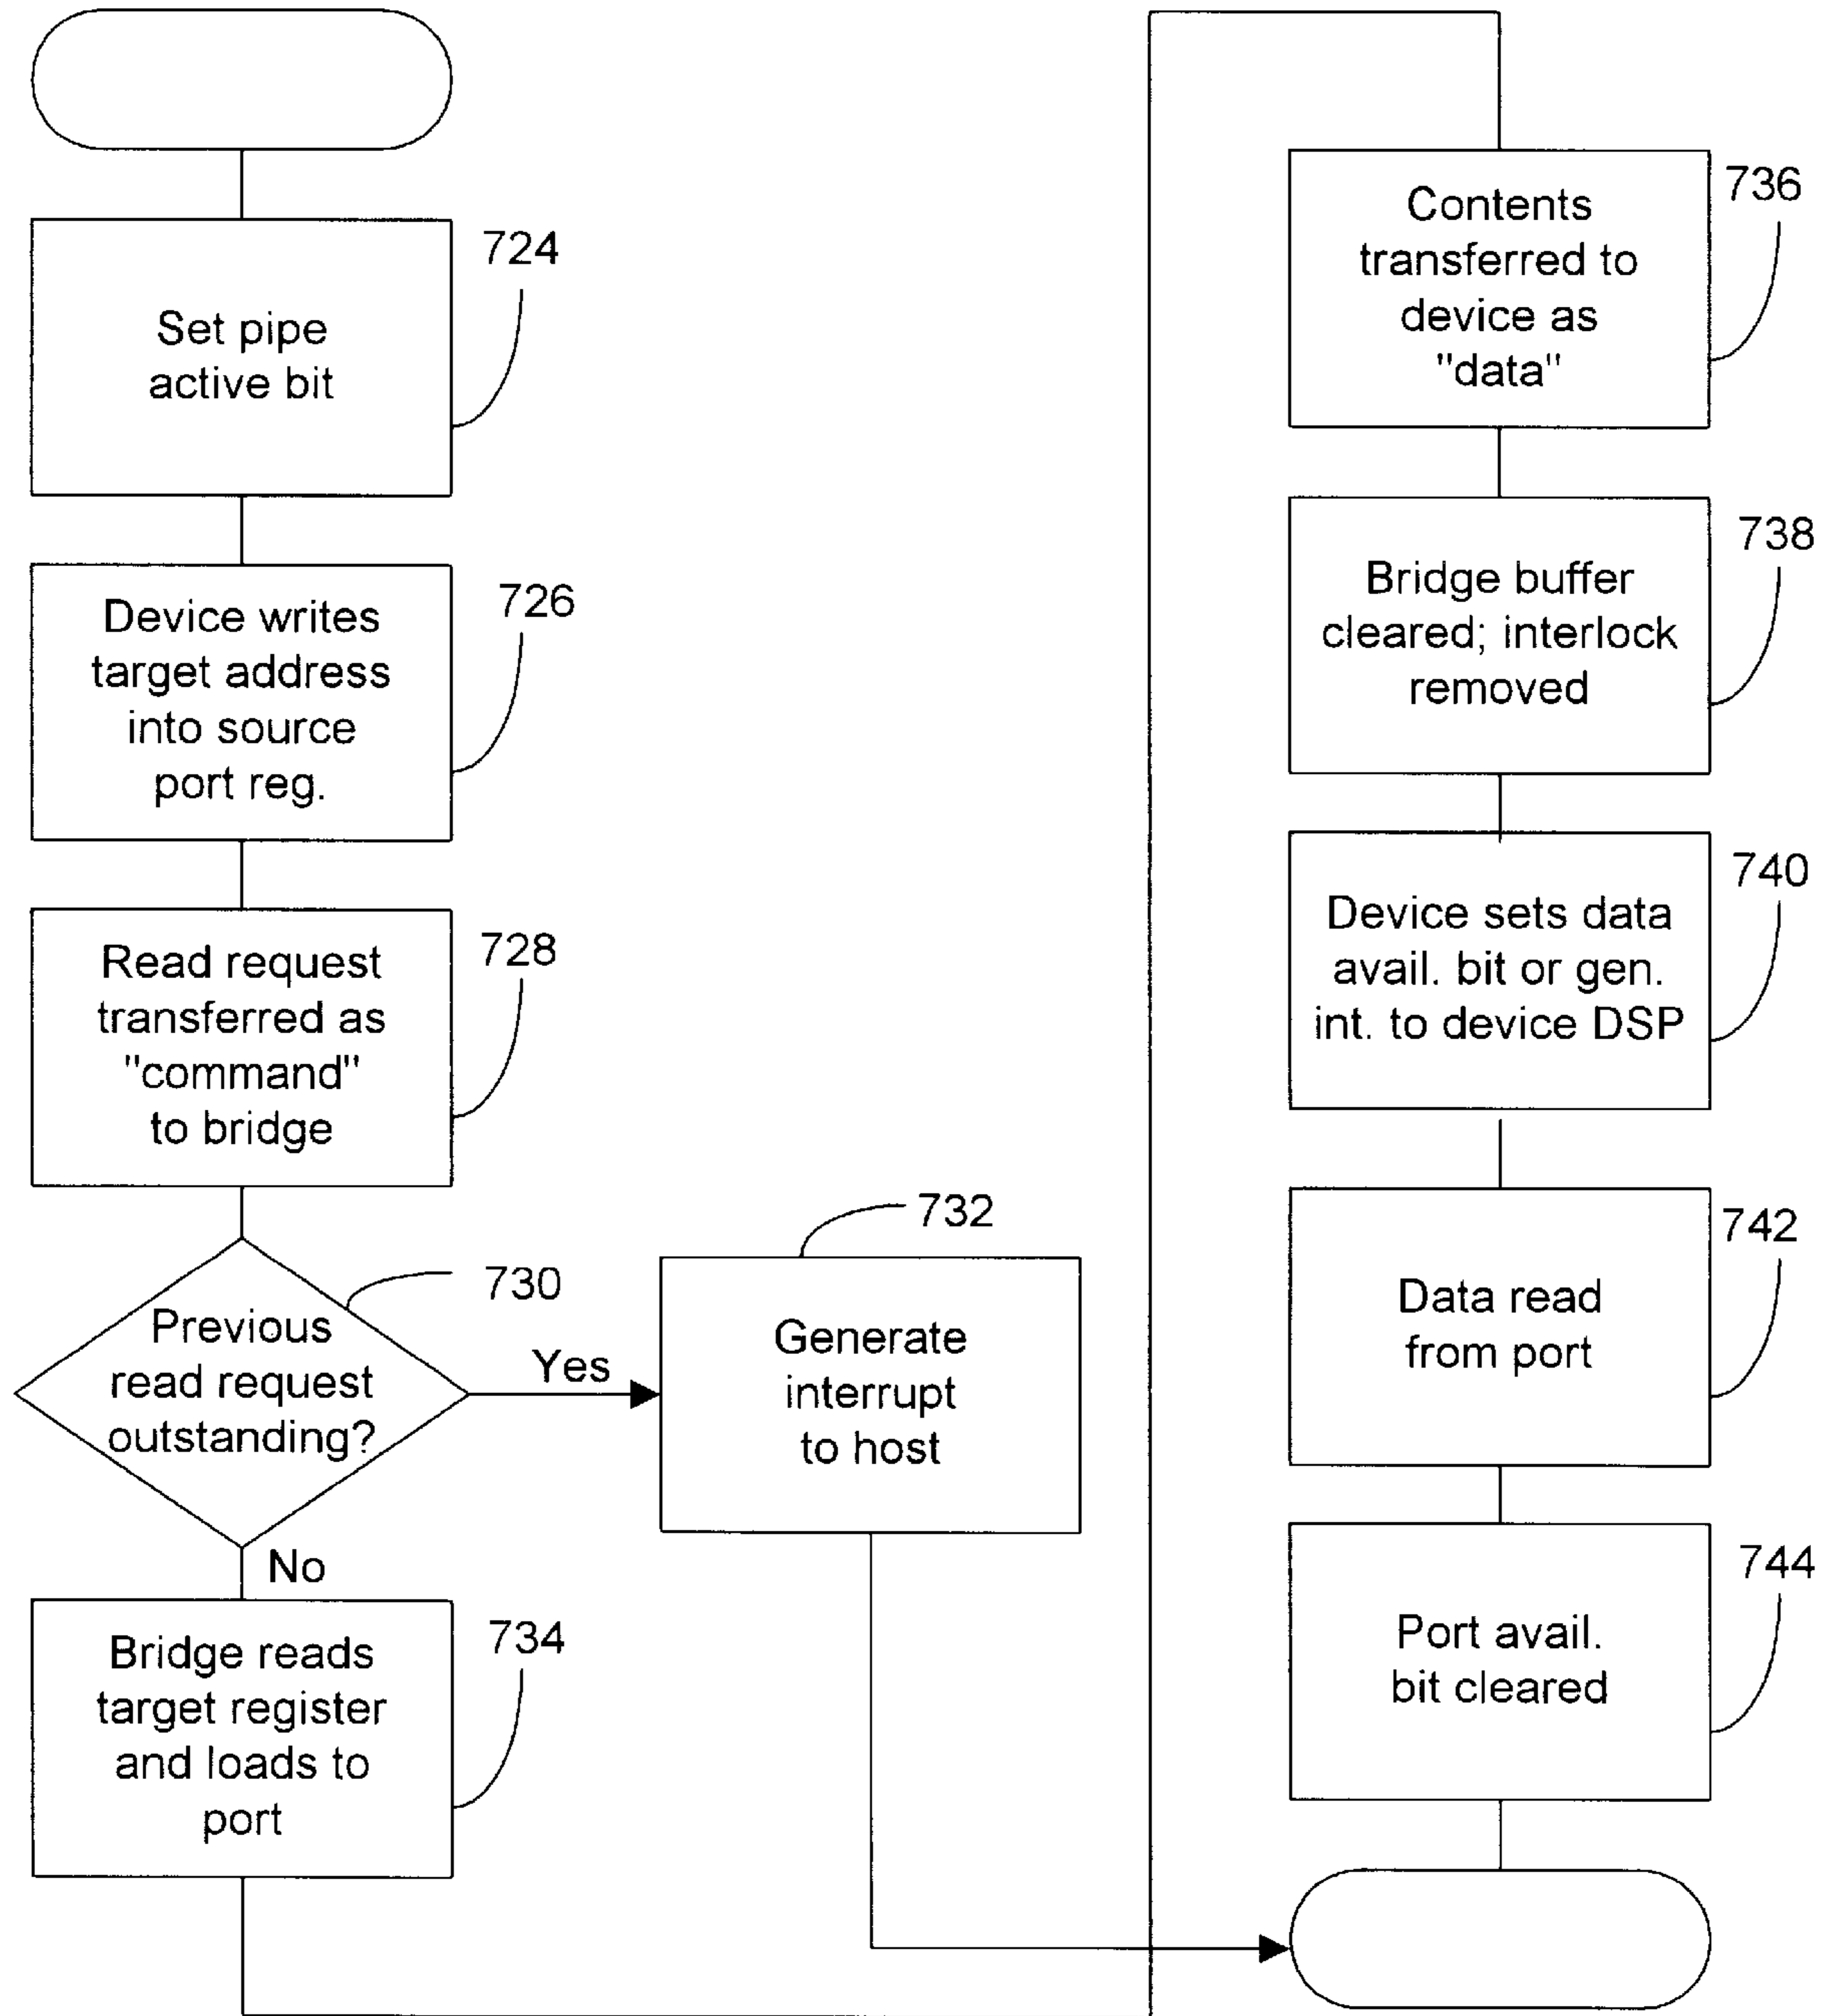 724
Set pipe
active bit
726
Device writes
target address
into source
port reg.
728
Read request
transferred as
"command"
to bridge
730
Previous
read request
outstanding?
Yes
No
732
Generate
interrupt
to host
734
Bridge reads
target register
and loads to
port
736
Contents
transferred to
device as
"data"
738
Bridge buffer
cleared; interlock
removed
740
Device sets data
avail. bit or gen.
int. to device DSP
742
Data read
from port
744
Port avail.
bit cleared